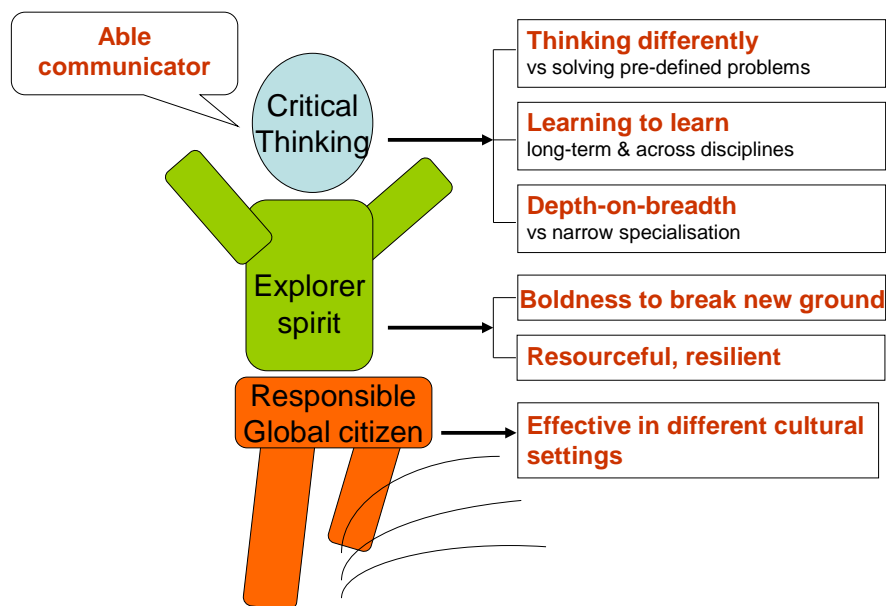 Able
communicator
Critical
Thinking
Thinking differently
vs solving pre-defined problems
Learning to learn
long-term & across disciplines
Depth-on-breadth
vs narrow specialisation
Explorer
spirit
Boldness to break new ground
Resourceful, resilient
Responsible
Global citizen
Effective in different cultural
settings